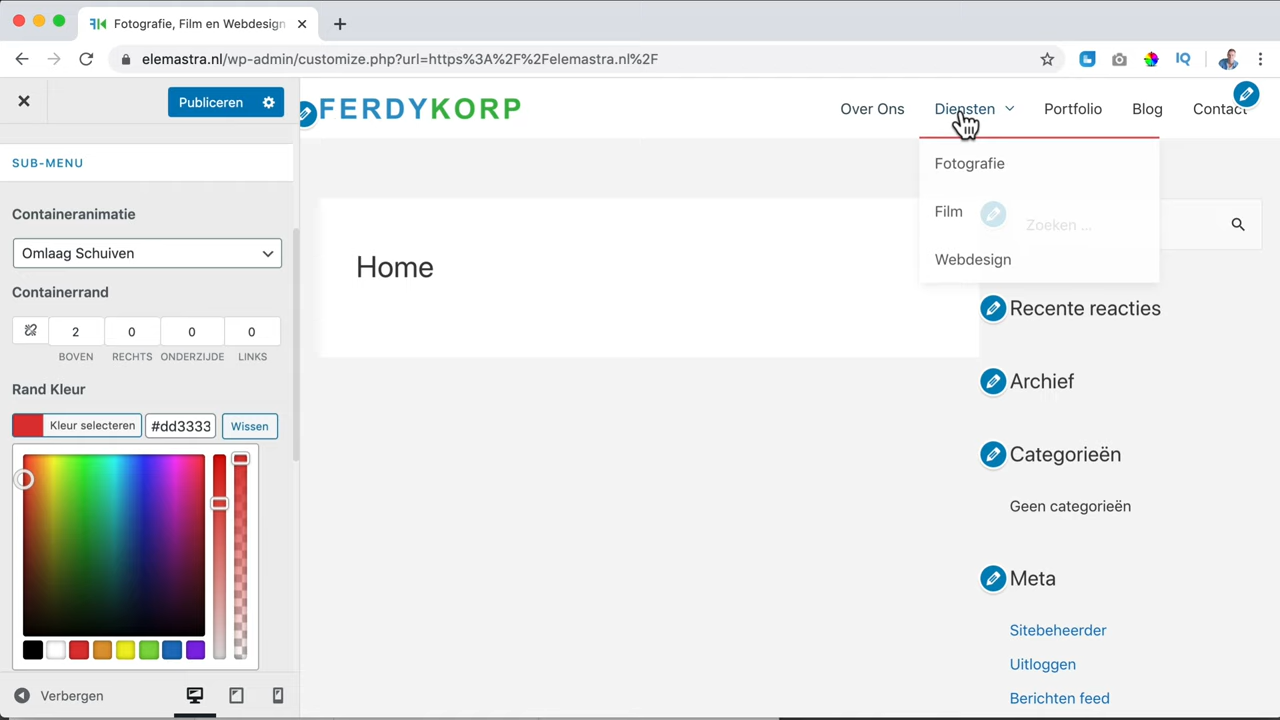 Fotografie, Film en Webdesign
elemastra.nl/wp-admin/customize.php?url=https%3A%2F%2Felemastra.nl%2F
IQ
Publiceren
FERDYKORP
Over Ons
Diensten
Portfolio
Blog
Contact
SUB-MENU
Fotografie
Film
Webdesign
Zoeken ...
Containeranimatie
Omlaag Schuiven
Home
Containerrand
2
0
0
0
BOVEN
RECHTS
ONDERZIJDE
LINKS
Recente reacties
Rand Kleur
Archief
Kleur selecteren
#dd3333
Wissen
Categorieën
Geen categorieën
Meta
Sitebeheerder
Uitloggen
Berichten feed
Verbergen